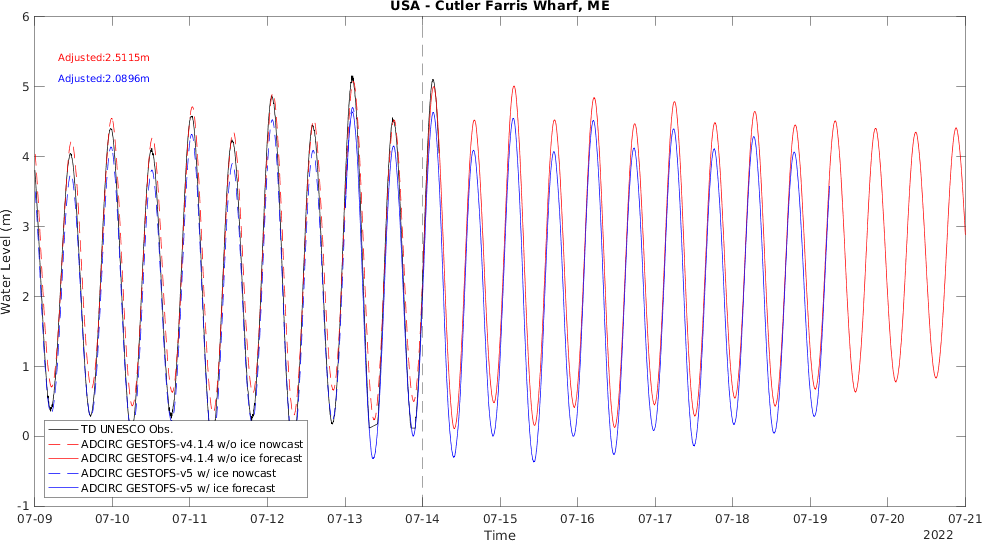 USA - Cutler Farris Wharf, ME
6
5
4
3
2
1
0
-1
Water Level (m)
Adjusted:2.5115m
Adjusted:2.0896m
TD UNESCO Obs.
ADCIRC GESTOFS-v4.1.4 w/o ice nowcast
ADCIRC GESTOFS-v4.1.4 w/o ice forecast
ADCIRC GESTOFS-v5 w/ ice nowcast
ADCIRC GESTOFS-v5 w/ ice forecast
07-09 07-10 07-11 07-12 07-13 07-14 07-15 07-16 07-17 07-18 07-19 07-20 07-21
Time
2022